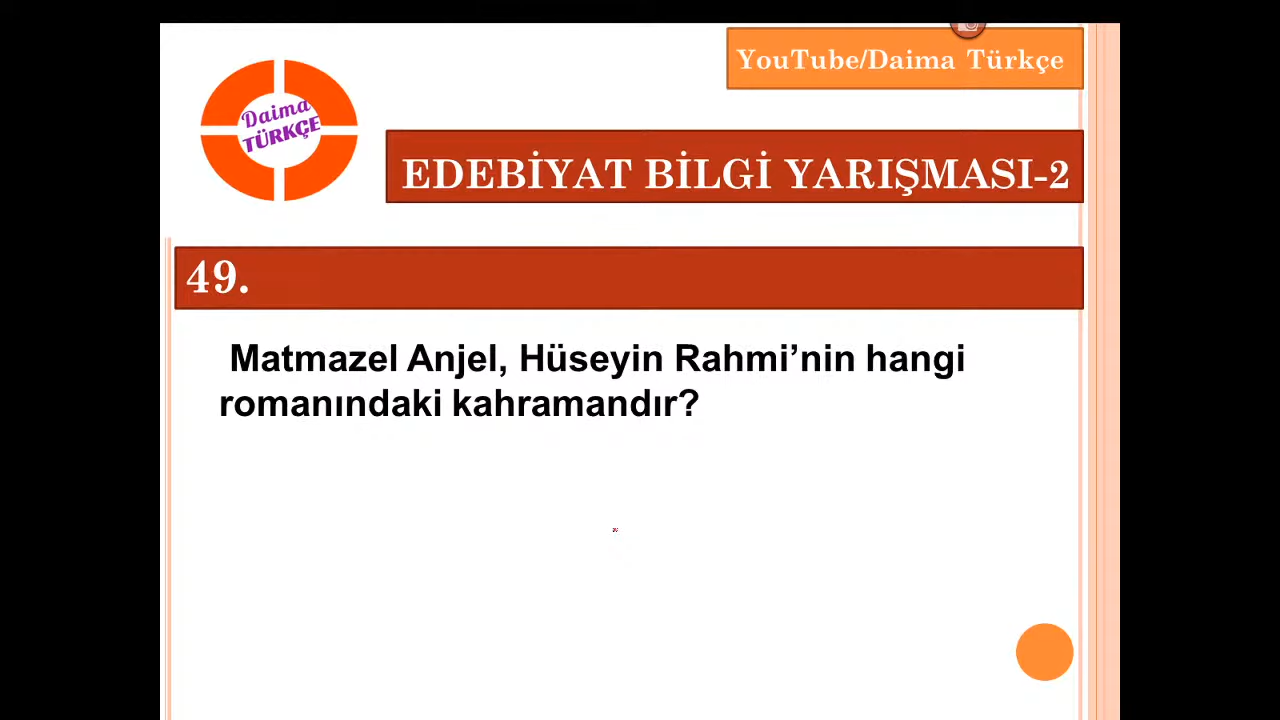 YouTube/Daima Türkçe
Daima
TÜRKÇE
EDEBİYAT BİLGİ YARIŞMASI-2
49.
Matmazel Anjel, Hüseyin Rahmi’nin hangi
romanındaki kahramandır?